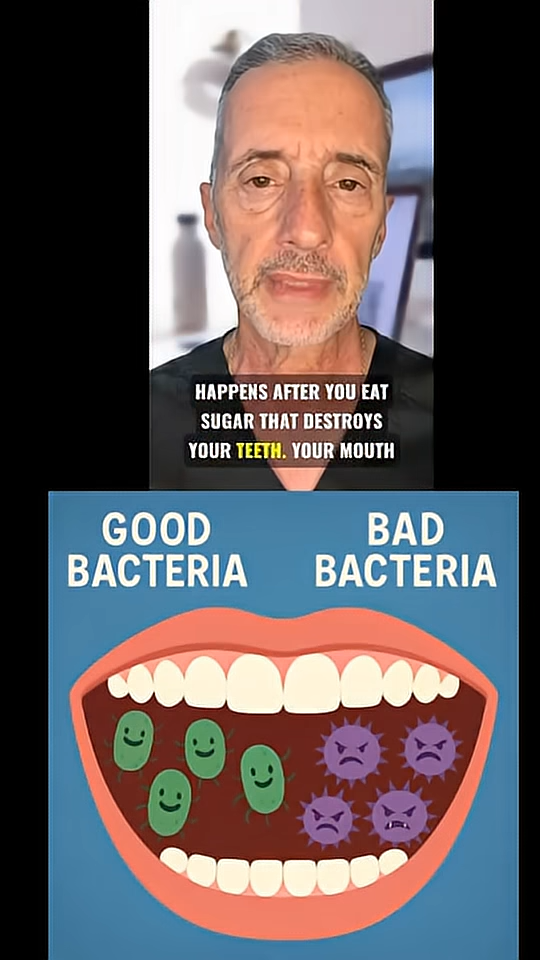 HAPPENS AFTER YOU EAT
SUGAR THAT DESTROYS
YOUR TEETH. YOUR MOUTH
GOOD BACTERIA
BAD BACTERIA